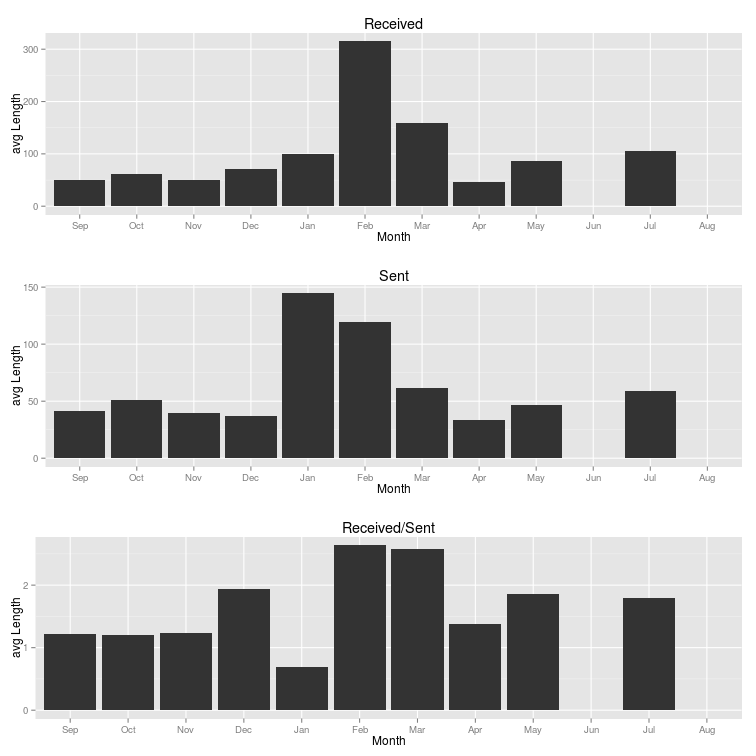 Received
avg Length
300
200
100
0
Sep Oct Nov Dec Jan Feb Mar Apr May Jun Jul Aug
Month
Sent
avg Length
150
100
50
0
Sep Oct Nov Dec Jan Feb Mar Apr May Jun Jul Aug
Month
Received/Sent
avg Length
2
1
0
Sep Oct Nov Dec Jan Feb Mar Apr May Jun Jul Aug
Month